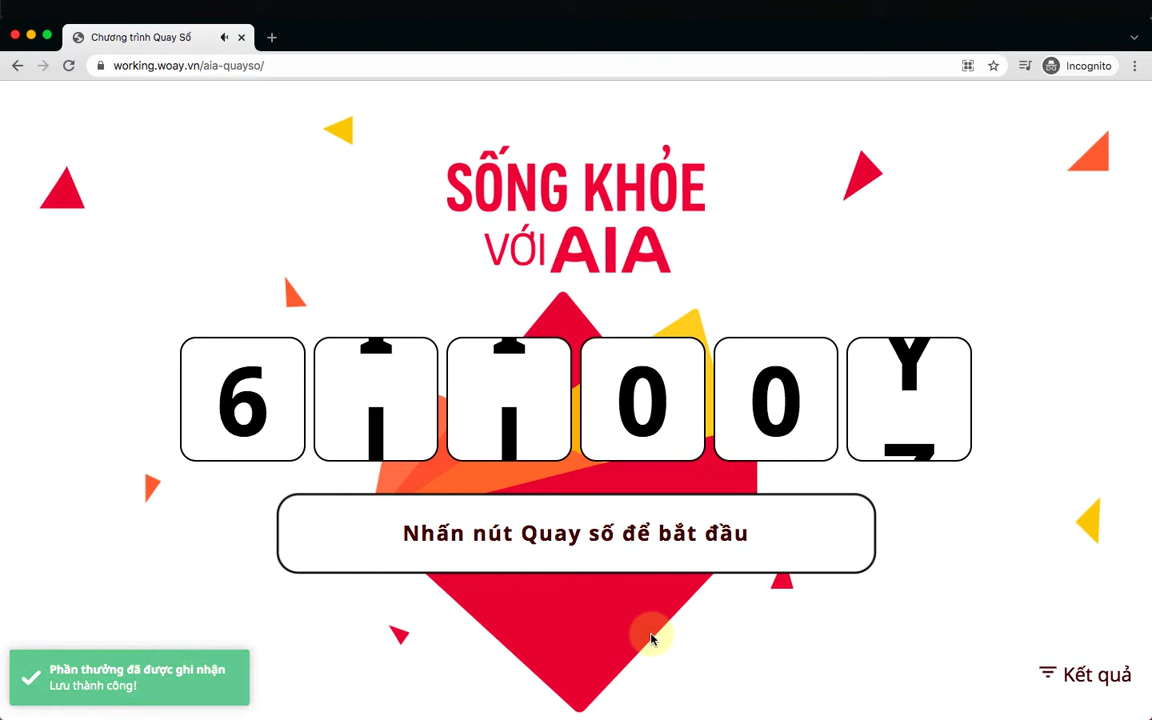 Chương trình Quay Số
working.woay.vn/aia-quayso/
Incognito
SỐNG KHỎE
VỚI AIA
6 0 0 Y
Nhấn nút Quay số để bắt đầu
Phần thưởng đã được ghi nhận
Lưu thành công!
Kết quả